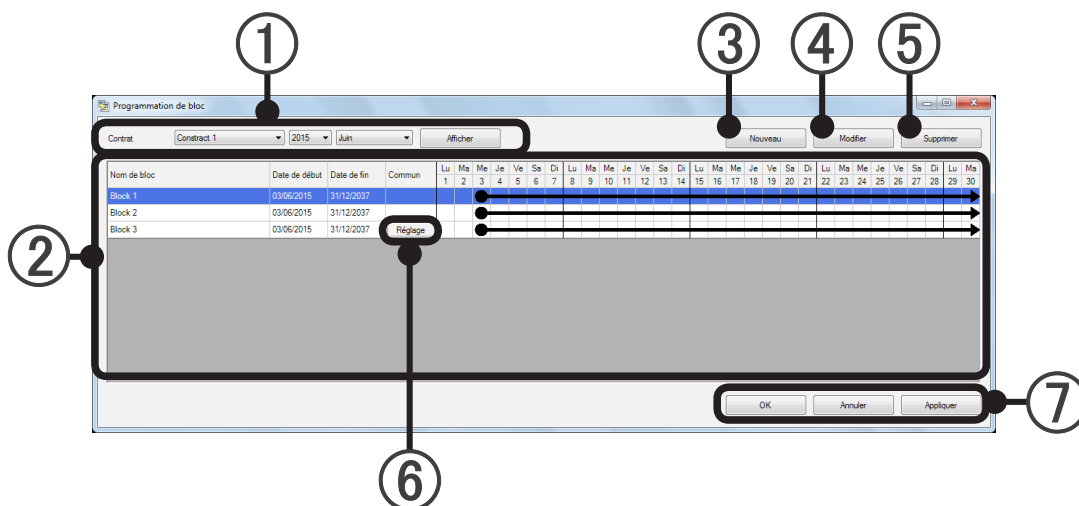 ① ③ ④ ⑤
Programmation de bloc
Contrat Constract 1 2015 Juin Afficher Nouveau Modifier Supprimer
Nom de bloc Date de début Date de fin Commun Lu Ma Me Je Ve Sa Di Lu Ma Me Je Ve Sa Di Lu Ma Me Je Ve Sa Di Lu Ma Me Je Ve Sa Di Lu Ma
1 2 3 4 5 6 7 8 9 10 11 12 13 14 15 16 17 18 19 20 21 22 23 24 25 26 27 28 29 30
Block 1 03/06/2015 31/12/2037
Block 2 03/06/2015 31/12/2037
Block 3 03/06/2015 31/12/2037 Réglage
②
OK Annuler Appliquer ⑦
⑥